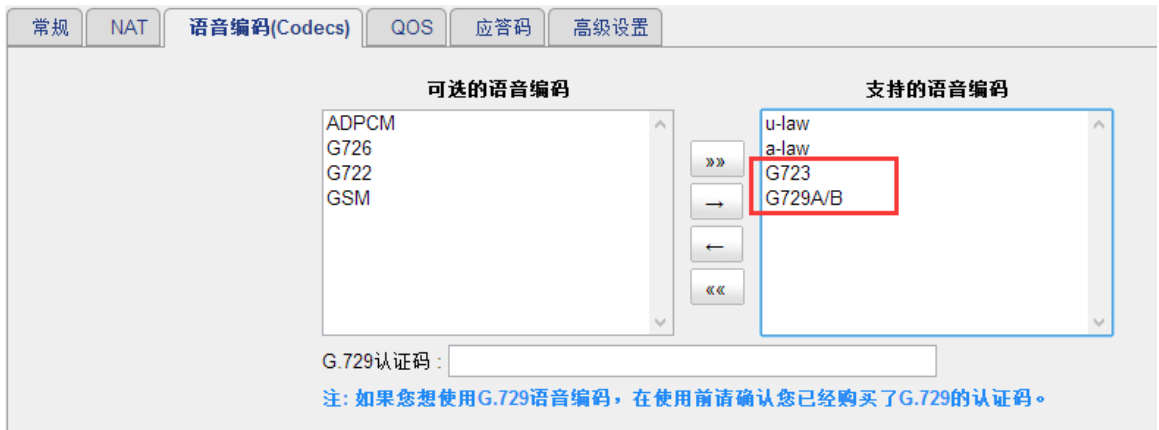 常规 NAT 语音编码(Codecs) QOS 应答码 高级设置
可选的语音编码 支持的语音编码
ADPCM
G726
G722
GSM
»»
→
←
««
u-law
a-law
G723
G729A/B
G.729认证码 :
注: 如果您想使用G.729语音编码，在使用前请确认您已经购买了G.729的认证码。